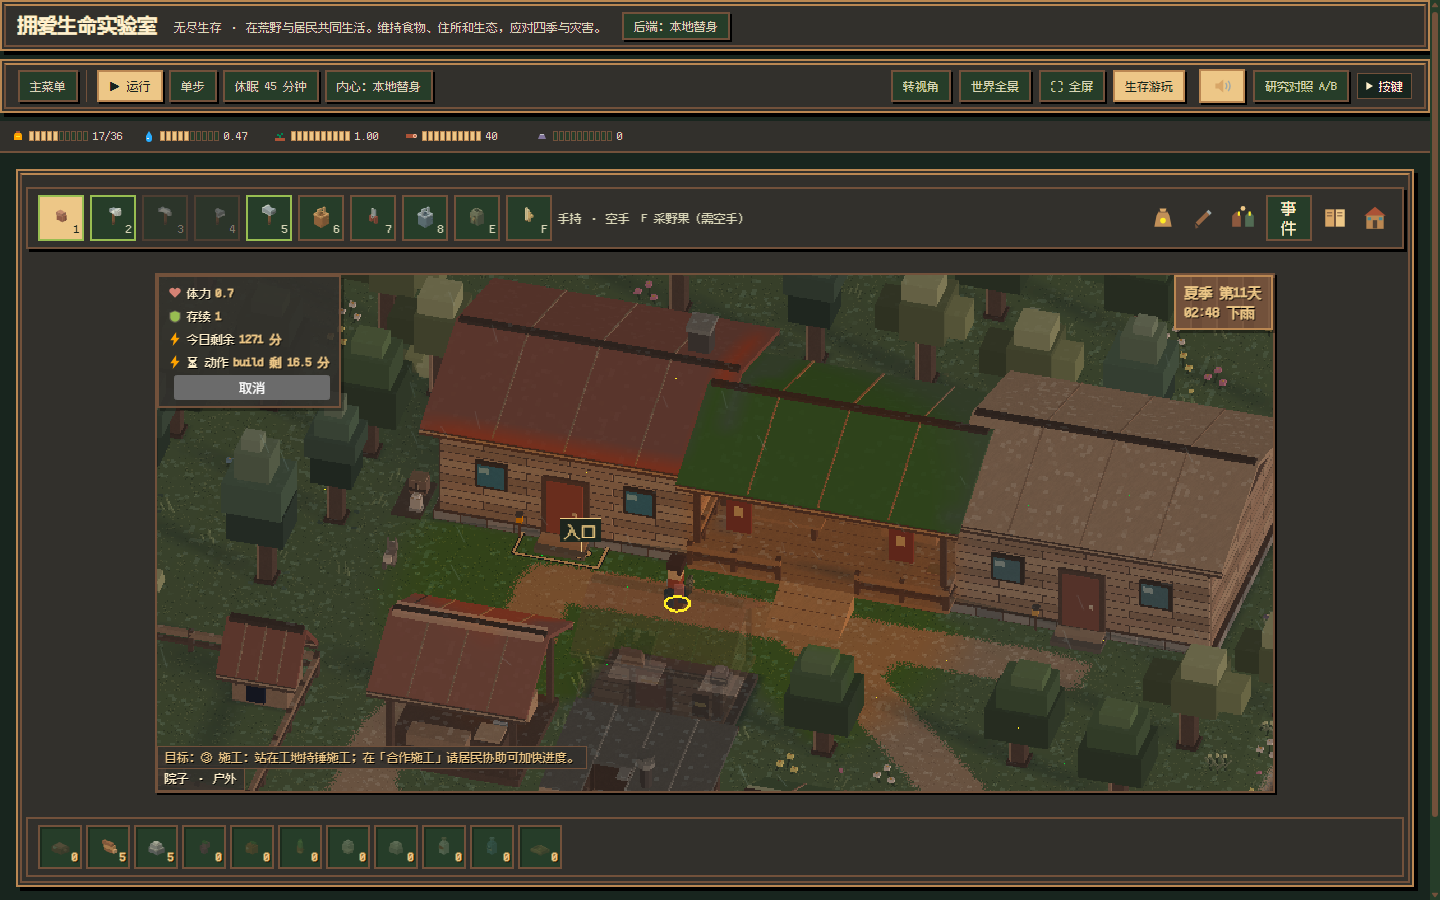 拥爱生命实验室
无尽生存 · 在荒野与居民共同生活。维持食物、住所和生态，应对四季与灾害。
后端：本地替身
主菜单
▶ 运行
单步
休眠 45 分钟
内心：本地替身
转视角
世界全景
全屏
生存游玩
研究对照 A/B
▶ 按键
17/36
0.47
1.00
40
0
1
2
3
4
5
6
7
8
E
F
手持 · 空手 F 采野果（需空手）
事件
体力 0.7
存续 1
今日剩余 1271 分
动作 build 剩 16.5 分
取消
夏季 第11天
02:48 下雨
入口
目标：③ 施工：站在工地持锤施工；在「合作施工」请居民协助可加快进度。
院子 · 户外
0
5
5
0
0
0
0
0
0
0
0